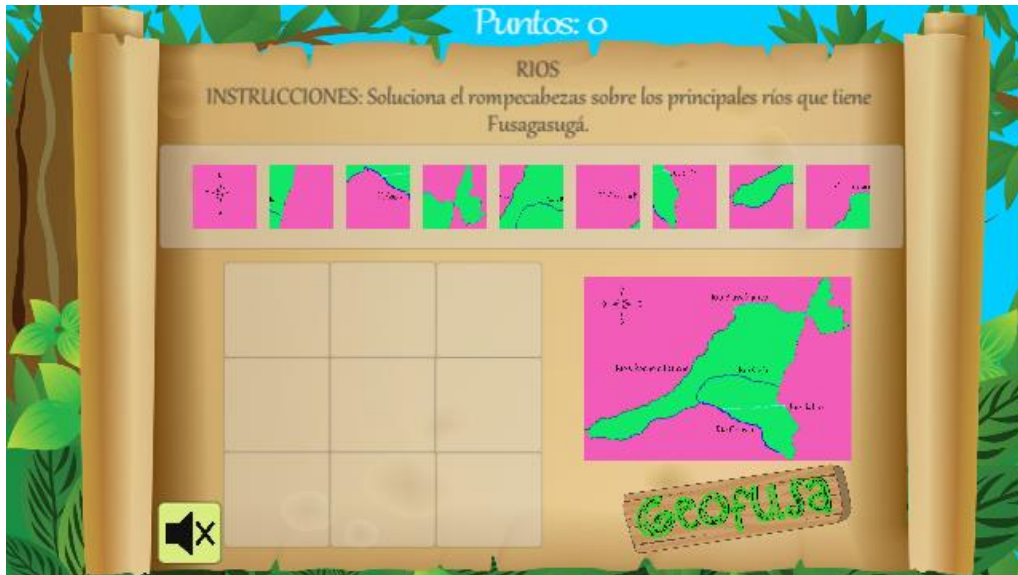 Puntos: 0
RIOS
INSTRUCCIONES: Soluciona el rompecabezas sobre los principales ríos que tiene
Fusagasugá.
Geofusa